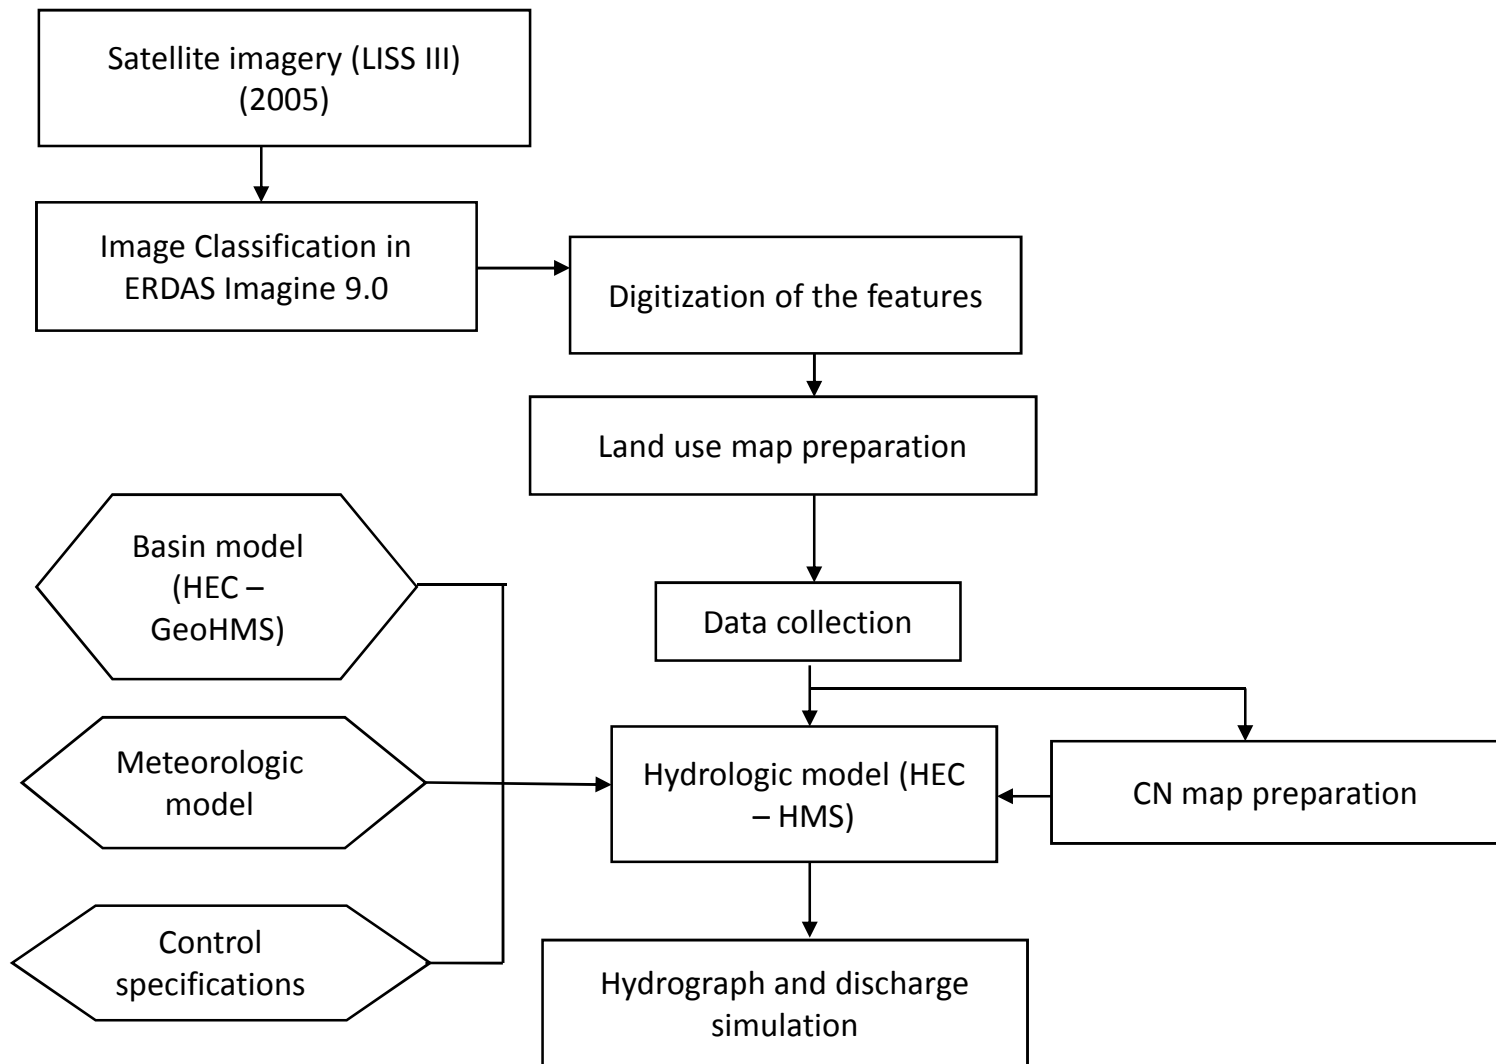 Satellite imagery (LISS III)
(2005)
Image Classification in
ERDAS Imagine 9.0
Digitization of the features
Land use map preparation
Basin model
(HEC –
GeoHMS)
Data collection
Meteorologic
model
Hydrologic model (HEC
– HMS)
CN map preparation
Control
specifications
Hydrograph and discharge
simulation